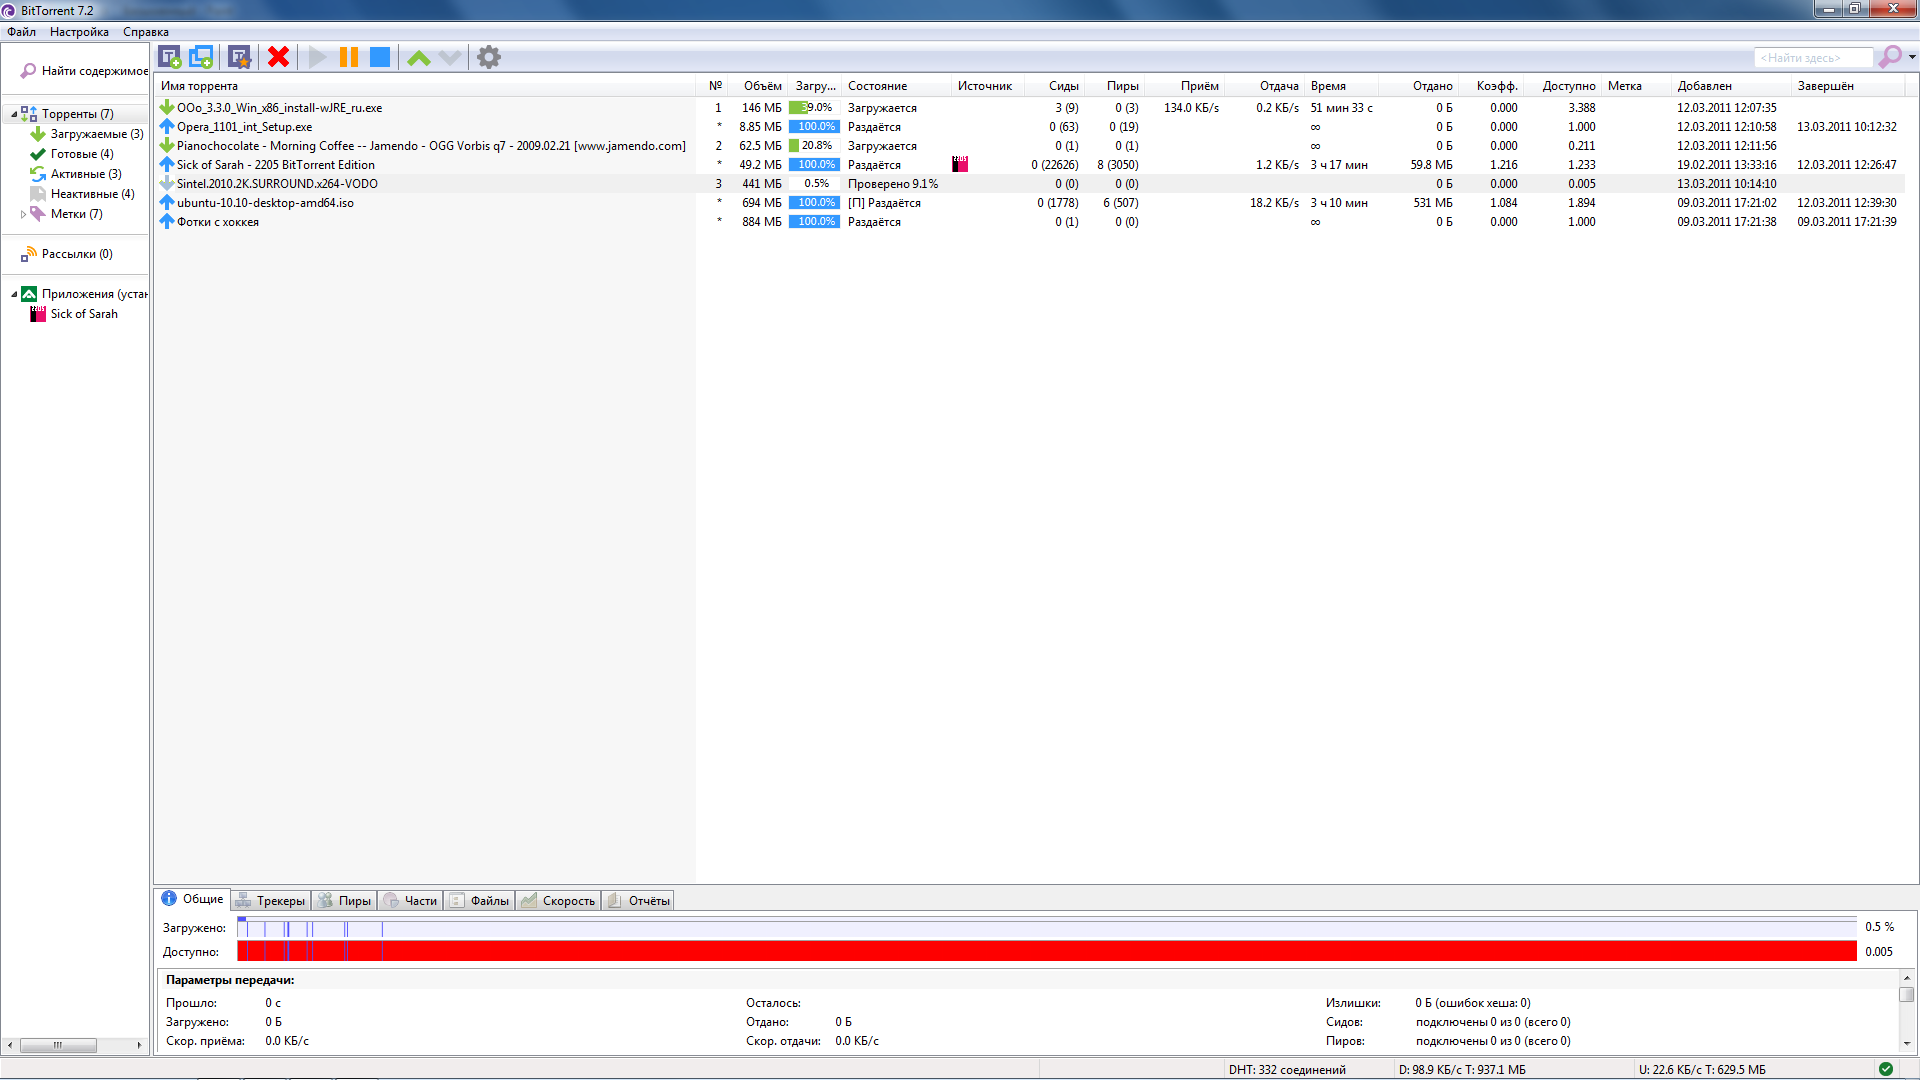 BitTorrent 7.2
Файл Настройка Справка
<Найти здесь>
Найти содержимое
Торренты (7)
Загружаемые (3)
Готовые (4)
Активные (3)
Неактивные (4)
Метки (7)
Рассылки (0)
Приложения (устан
Sick of Sarah
Имя торрента № Объём Загру... Состояние Источник Сиды Пиры Приём Отдача Время Отдано Коэфф. Доступно Метка Добавлен Завершён
OOo_3.3.0_Win_x86_install-wJRE_ru.exe 1 146 МБ 39.0% Загружается 3 (9) 0 (3) 134.0 КБ/s 0.2 КБ/s 51 мин 33 с 0 Б 0.000 3.388 12.03.2011 12:07:35
Opera_1101_int_Setup.exe * 8.85 МБ 100.0% Раздаётся 0 (63) 0 (19) ∞ 0 Б 0.000 1.000 12.03.2011 12:10:58 13.03.2011 10:12:32
Pianochocolate - Morning Coffee -- Jamendo - OGG Vorbis q7 - 2009.02.21 [www.jamendo.com] 2 62.5 МБ 20.8% Загружается 0 (1) 0 (1) ∞ 0 Б 0.000 0.211 12.03.2011 12:11:56
Sick of Sarah - 2205 BitTorrent Edition * 49.2 МБ 100.0% Раздаётся 0 (22626) 8 (3050) 1.2 КБ/s 3 ч 17 мин 59.8 МБ 1.216 1.233 19.02.2011 13:33:16 12.03.2011 12:26:47
Sintel.2010.2K.SURROUND.x264-VODO 3 441 МБ 0.5% Проверено 9.1% 0 (0) 0 (0) 0 Б 0.000 0.005 13.03.2011 10:14:10
ubuntu-10.10-desktop-amd64.iso * 694 МБ 100.0% [П] Раздаётся 0 (1778) 6 (507) 18.2 КБ/s 3 ч 10 мин 531 МБ 1.084 1.894 09.03.2011 17:21:02 12.03.2011 12:39:30
Фотки с хоккея * 884 МБ 100.0% Раздаётся 0 (1) 0 (0) ∞ 0 Б 0.000 1.000 09.03.2011 17:21:38 09.03.2011 17:21:39
Общие Трекеры Пиры Части Файлы Скорость Отчёты
Загружено: 0.5 %
Доступно: 0.005
Параметры передачи:
Прошло: 0 с Осталось: Излишки: 0 Б (ошибок хеша: 0)
Загружено: 0 Б Отдано: 0 Б Сидов: подключены 0 из 0 (всего 0)
Скор. приёма: 0.0 КБ/с Скор. отдачи: 0.0 КБ/с Пиров: подключены 0 из 0 (всего 0)
DHT: 332 соединений D: 98.9 КБ/с T: 937.1 МБ U: 22.6 КБ/с T: 629.5 МБ